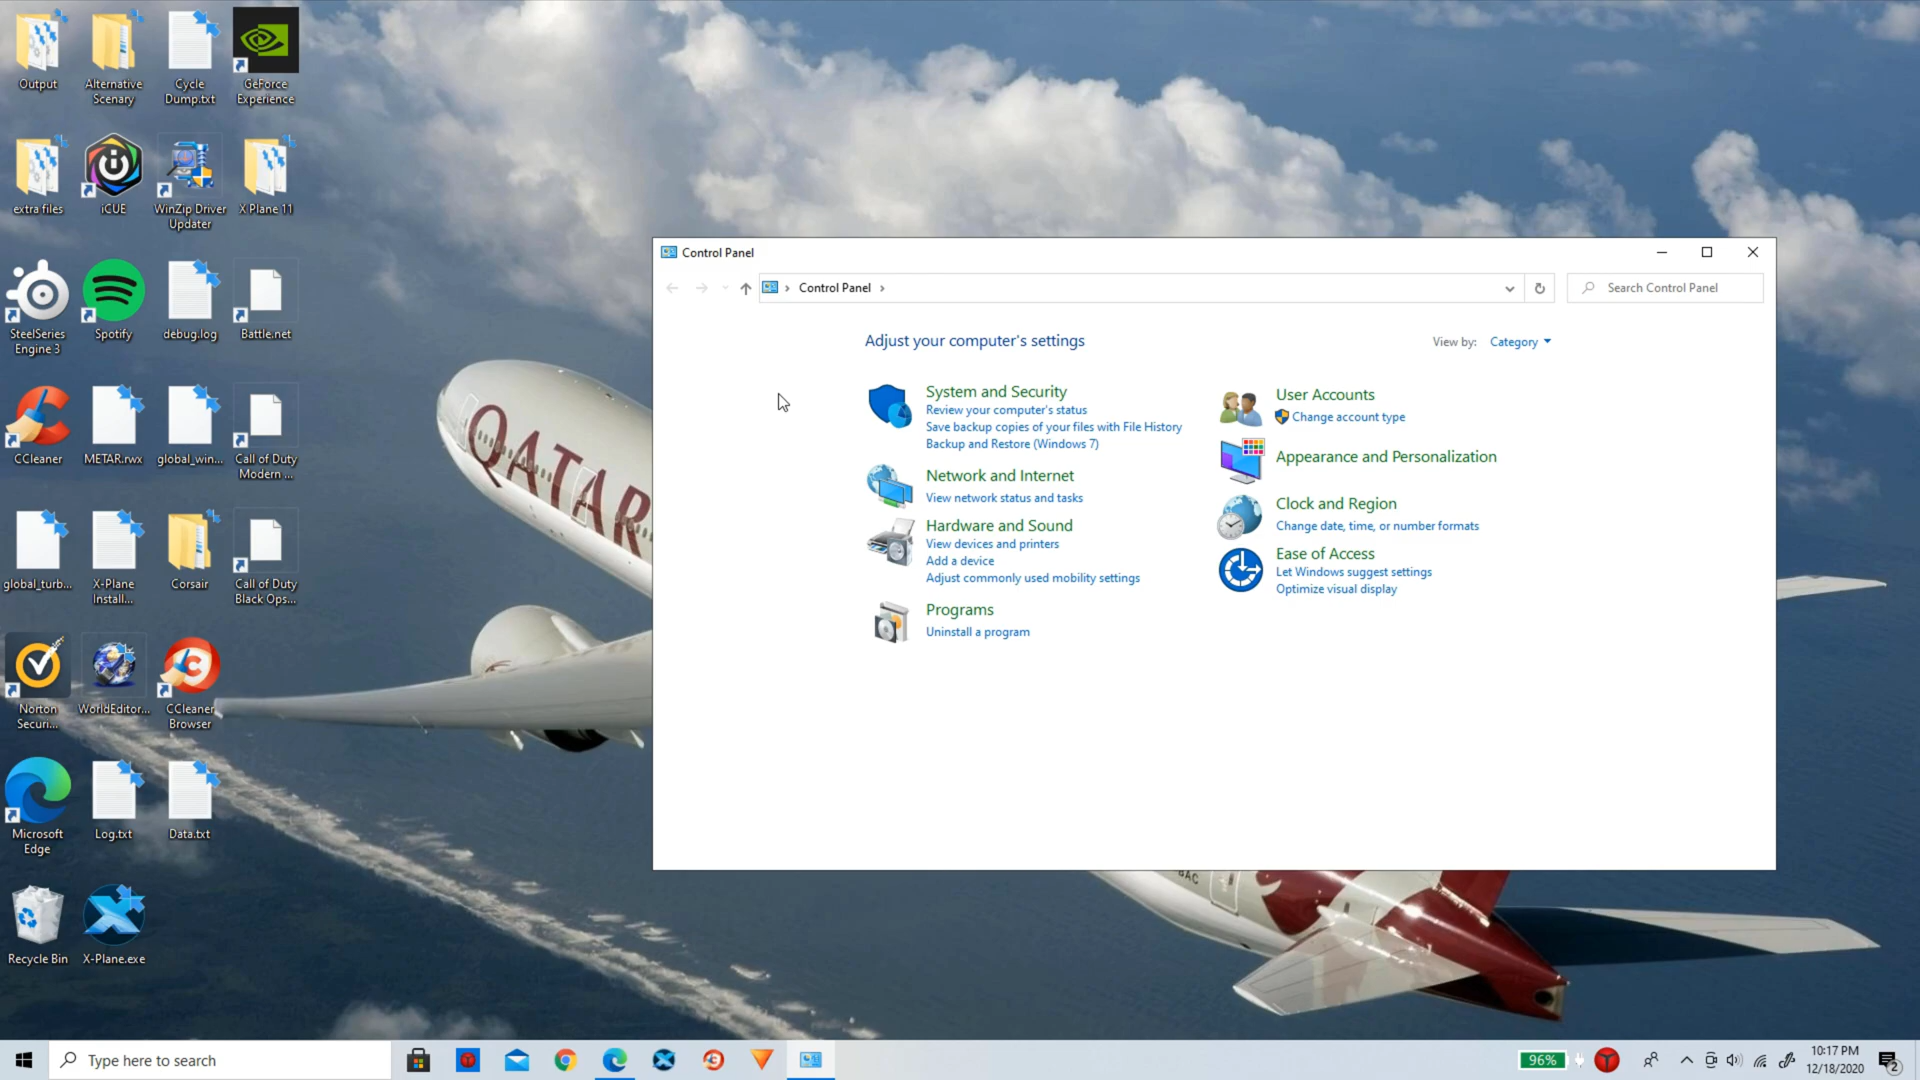 Output
Alternative
Scenary
Cycle
Dump.txt
GeForce
Experience
extra files
iCUE
WinZip Driver
Updater
X Plane 11
SteelSeries
Engine 3
Spotify
debug.log
Battle.net
CCleaner
METAR.rwx
global_win...
Call of Duty
Modern ...
global_turb...
X-Plane
Install...
Corsair
Call of Duty
Black Ops...
Norton
Securi...
WorldEditor...
CCleaner
Browser
Microsoft
Edge
Log.txt
Data.txt
Recycle Bin
X-Plane.exe
QATAR
Control Panel
Control Panel
Search Control Panel
Adjust your computer's settings
View by: Category
System and Security
Review your computer's status
Save backup copies of your files with File History
Backup and Restore (Windows 7)
Network and Internet
View network status and tasks
Hardware and Sound
View devices and printers
Add a device
Adjust commonly used mobility settings
Programs
Uninstall a program
User Accounts
Change account type
Appearance and Personalization
Clock and Region
Change date, time, or number formats
Ease of Access
Let Windows suggest settings
Optimize visual display
Type here to search
96%
10:17 PM
12/18/2020
2